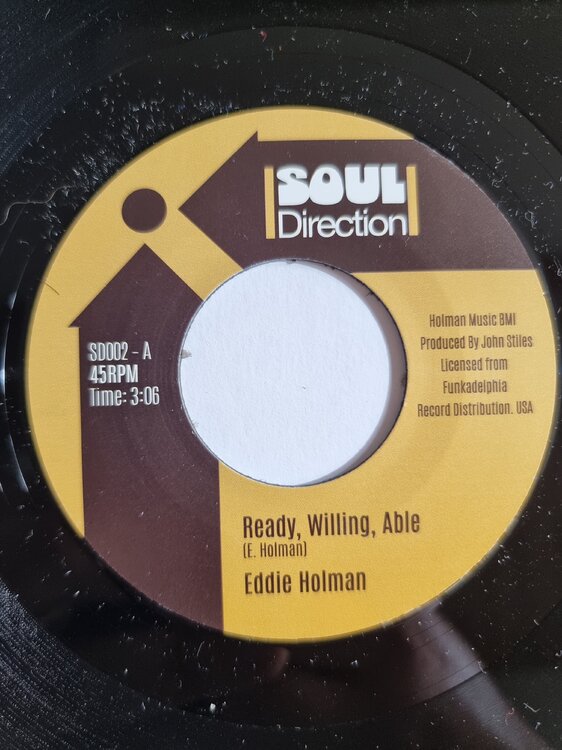 SOUL
Direction
Holman Music BMI
Produced By John Stiles
Licensed from
Funkadelphia
Record Distribution. USA
SD002 - A
45RPM
Time: 3:06
Ready, Willing, Able
(E. Holman)
Eddie Holman